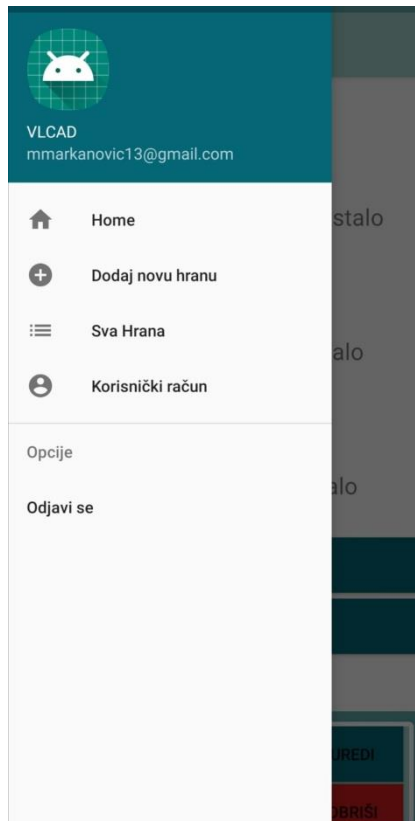 VLCAD
mmarkanovic13@gmail.com
Home
stalo
Dodaj novu hranu
Sva Hrana
alo
Korisnički račun
Opcije
alo
Odjavi se
UREDI
OBRIŠI